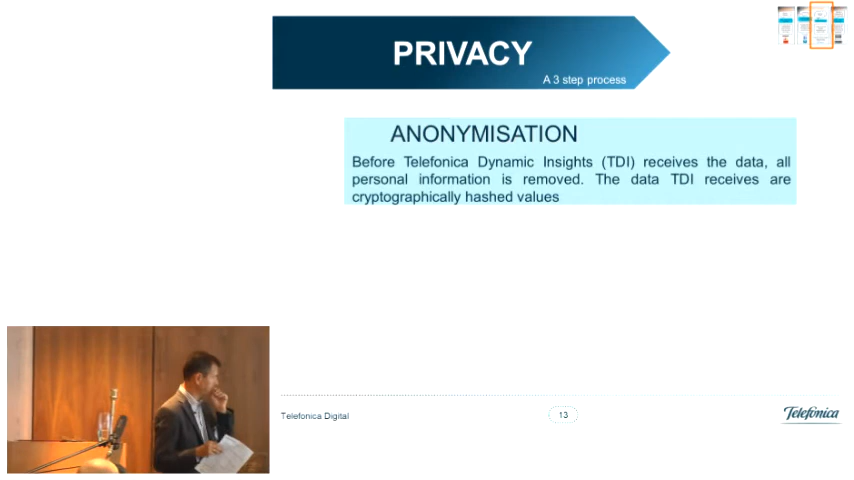 PRIVACY
A 3 step process
ANONYMISATION
Before Telefonica Dynamic Insights (TDI) receives the data, all
personal information is removed. The data TDI receives are
cryptographically hashed values
Telefonica Digital
13
Telefónica